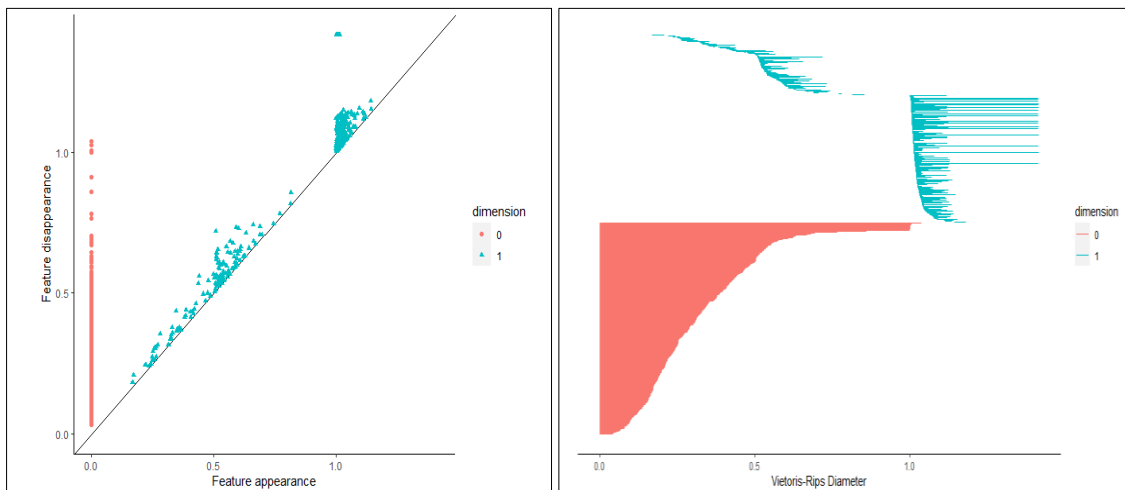 Feature disappearance
1.0
0.5
0.0
0.0 0.5 1.0
Feature appearance
dimension
0
1
0.0 0.5 1.0
Vietoris-Rips Diameter
dimension
0
1